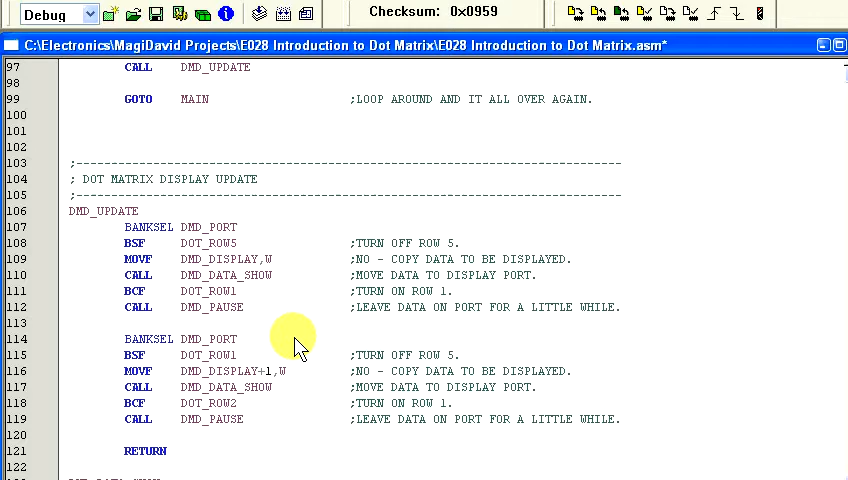 Debug
Checksum: 0x0959
C:\Electronics\MagiDavid Projects\E028 Introduction to Dot Matrix\E028 Introduction to Dot Matrix.asm*
97 CALL DMD_UPDATE
98
99 GOTO MAIN ;LOOP AROUND AND IT ALL OVER AGAIN.
100
101
102
103 ;-----------------------------------------------------------------------------
104 ; DOT MATRIX DISPLAY UPDATE
105 ;-----------------------------------------------------------------------------
106 DMD_UPDATE
107 BANKSEL DMD_PORT
108 BSF DOT_ROW5 ;TURN OFF ROW 5.
109 MOVF DMD_DISPLAY,W ;NO - COPY DATA TO BE DISPLAYED.
110 CALL DMD_DATA_SHOW ;MOVE DATA TO DISPLAY PORT.
111 BCF DOT_ROW1 ;TURN ON ROW 1.
112 CALL DMD_PAUSE ;LEAVE DATA ON PORT FOR A LITTLE WHILE.
113
114 BANKSEL DMD_PORT
115 BSF DOT_ROW1 ;TURN OFF ROW 5.
116 MOVF DMD_DISPLAY+1,W ;NO - COPY DATA TO BE DISPLAYED.
117 CALL DMD_DATA_SHOW ;MOVE DATA TO DISPLAY PORT.
118 BCF DOT_ROW2 ;TURN ON ROW 1.
119 CALL DMD_PAUSE ;LEAVE DATA ON PORT FOR A LITTLE WHILE.
120
121 RETURN
122